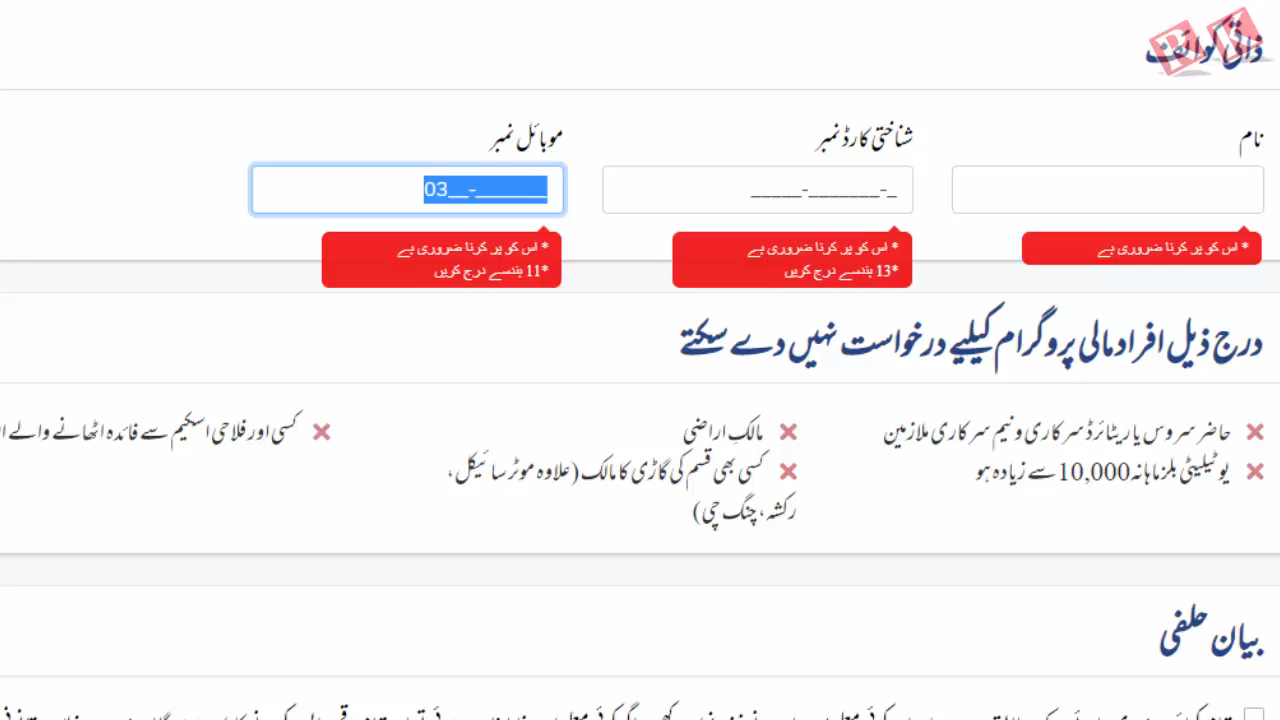 ذاتی کوائف
RK
نام
شناختی کارڈ نمبر
موبائل نمبر
_____-_______-_
03__-_______
* اس کو پر کرنا ضروری ہے
* اس کو پر کرنا ضروری ہے
*13 ہندسے درج کریں
* اس کو پر کرنا ضروری ہے
*11 ہندسے درج کریں
درج ذیل افراد مالی پروگرام کیلیے درخواست نہیں دے سکتے
حاضر سروس یا ریٹائرڈ سرکاری و نیم سرکاری ملازمین
یوٹیلیٹی بلز ماہانہ 10,000 سے زیادہ ہو
مالکِ اراضی
کسی بھی قسم کی گاڑی کا مالک (علاوہ موٹر سائیکل،
رکشہ، چنگ چی)
کسی اور فلاحی اسکیم سے فائدہ اٹھانے والے
بیان حلفی